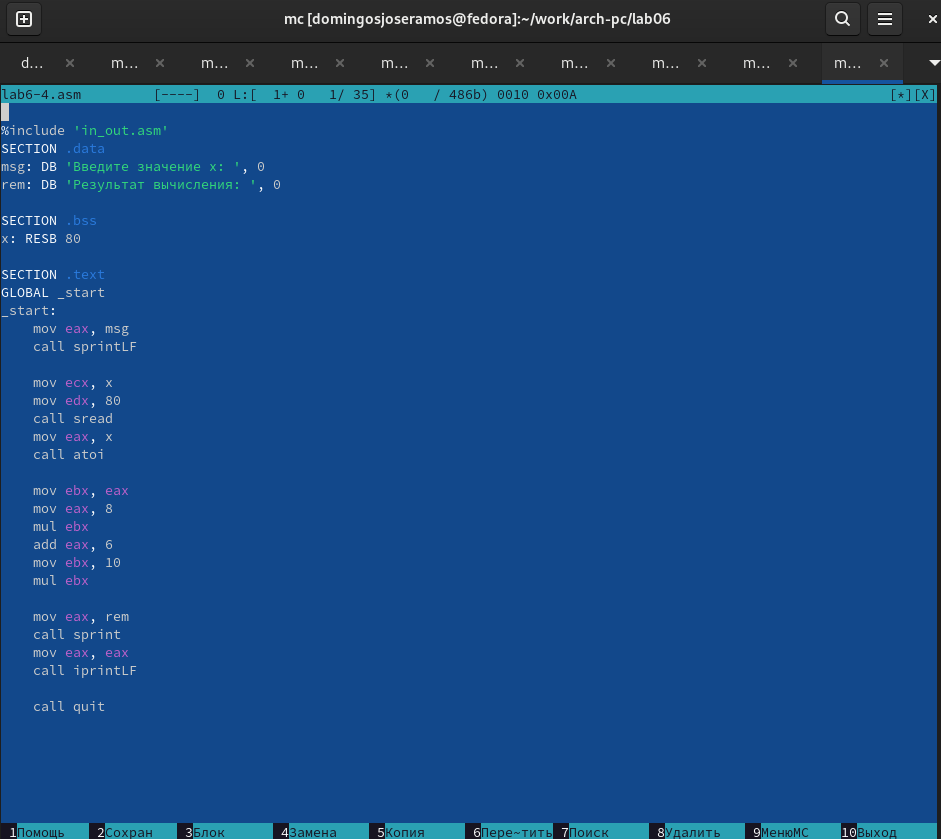 mc [domingosjoseramos@fedora]:~/work/arch-pc/lab06
d... m... m... m... m... m... m... m... m... m...
lab6-4.asm [----] 0 L:[ 1+ 0 1/ 35] *(0 / 486b) 0010 0x00A [*][X]
%include 'in_out.asm'
SECTION .data
msg: DB 'Введите значение x: ', 0
rem: DB 'Результат вычисления: ', 0
SECTION .bss
x: RESB 80
SECTION .text
GLOBAL _start
_start:
mov eax, msg
call sprintLF
mov ecx, x
mov edx, 80
call sread
mov eax, x
call atoi
mov ebx, eax
mov eax, 8
mul ebx
add eax, 6
mov ebx, 10
mul ebx
mov eax, rem
call sprint
mov eax, eax
call iprintLF
call quit
1Помощь 2Сохран 3Блок 4Замена 5Копия 6Пере~тить 7Поиск 8Удалить 9МенюMC 10Выход